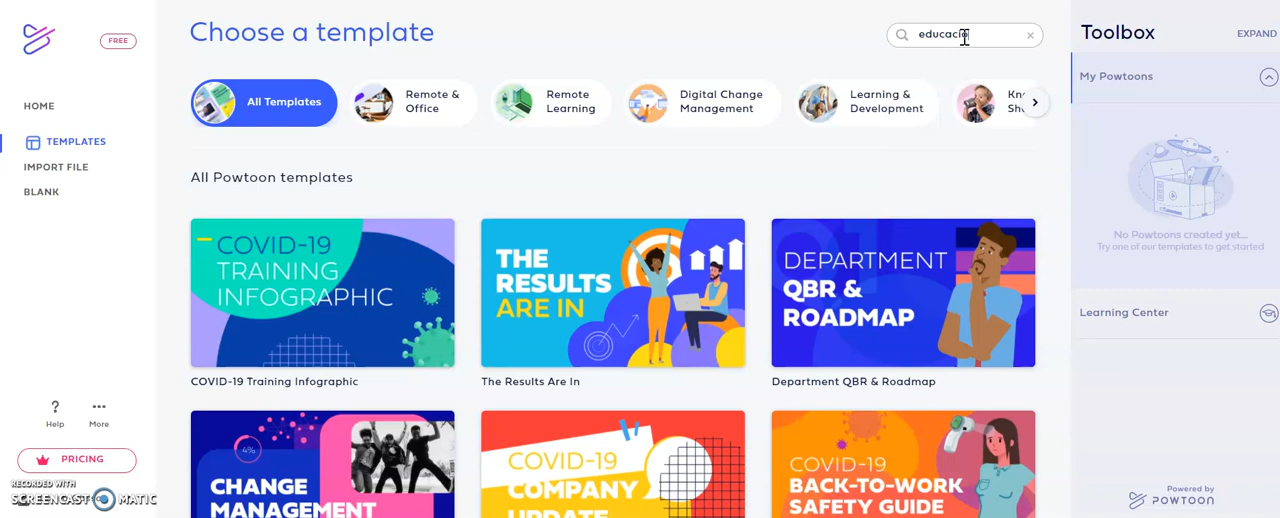 Choose a template
educació
Toolbox
EXPAND
FREE
HOME
TEMPLATES
IMPORT FILE
BLANK
All Templates
Remote &
Office
Remote
Learning
Digital Change
Management
Learning &
Development
My Powtoons
All Powtoon templates
COVID-19
TRAINING
INFOGRAPHIC
THE
RESULTS
ARE IN
DEPARTMENT
QBR &
ROADMAP
No Powtoons created yet...
Try one of our templates to get started
Learning Center
COVID-19 Training Infographic
The Results Are In
Department QBR & Roadmap
?
Help
More
PRICING
4%
CHANGE
MANAGEMENT
COVID-19
COMPANY
UPDATE
COVID-19
BACK-TO-WORK
SAFETY GUIDE
RECORDED WITH
SCREENCAST MATIC
Powered by
POWTOON